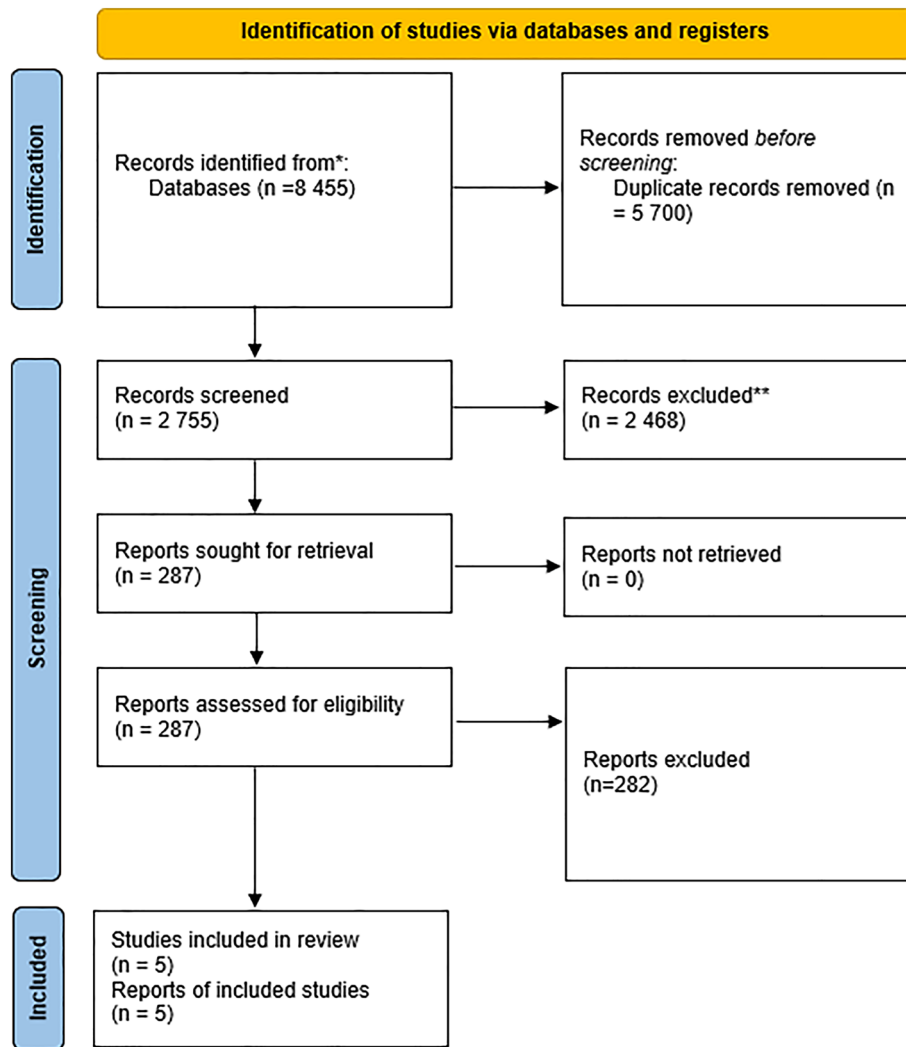 Identification of studies via databases and registers
Identification
Records identified from*:
Databases (n =8 455)
Records removed before
screening:
Duplicate records removed (n
= 5 700)
Screening
Records screened
(n = 2 755)
Records excluded**
(n = 2 468)
Reports sought for retrieval
(n = 287)
Reports not retrieved
(n = 0)
Reports assessed for eligibility
(n = 287)
Reports excluded
(n=282)
Included
Studies included in review
(n = 5)
Reports of included studies
(n = 5)